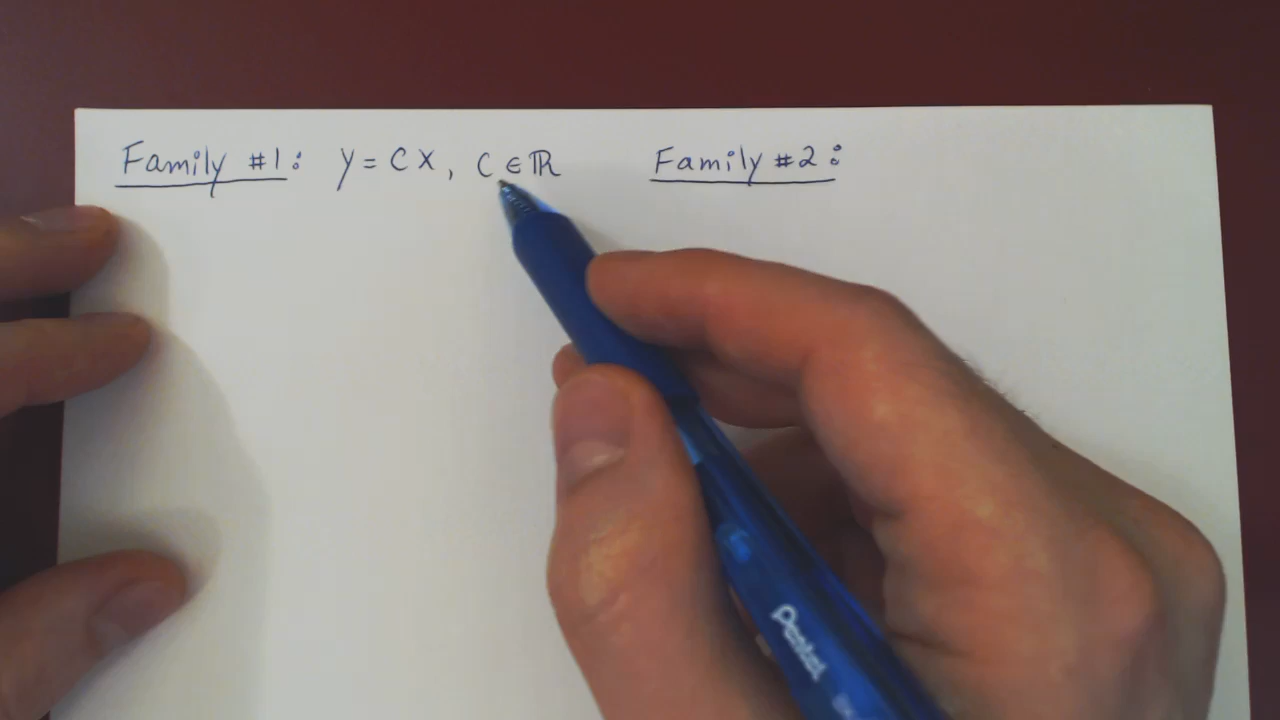 Family #1: y = Cx, C ∈ ℝ Family #2:
Pentel